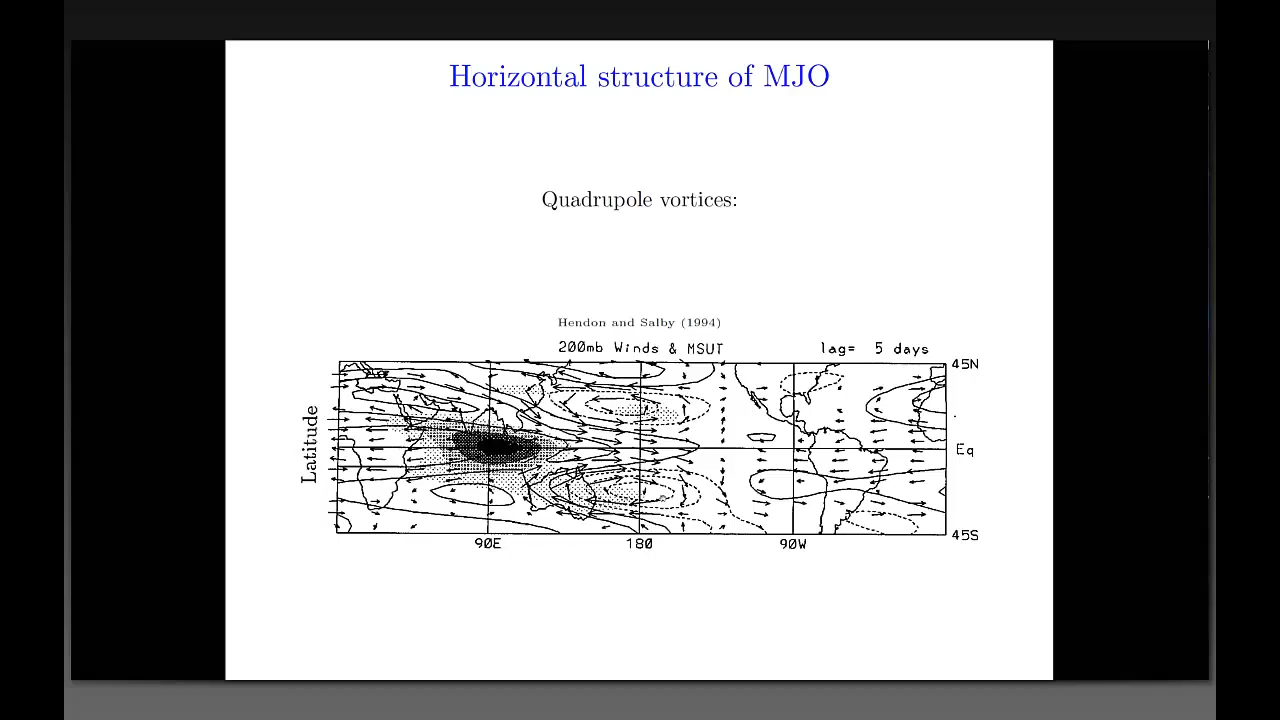 Horizontal structure of MJO
Quadrupole vortices:
Hendon and Salby (1994)
200mb Winds & MSUT lag= 5 days
45N
Latitude
Eq
45S
90E 180 90W